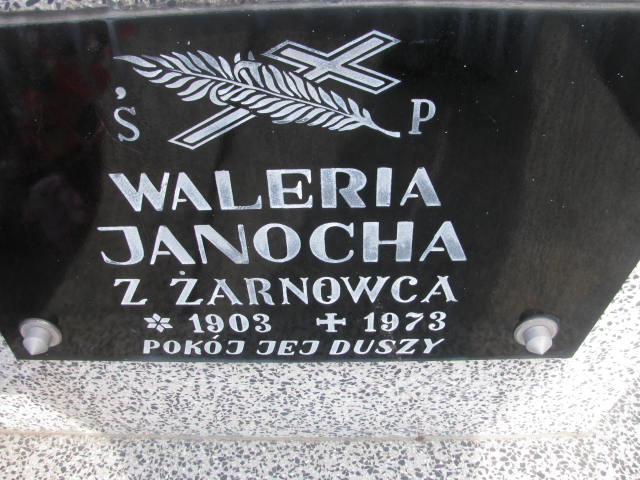 Ś P
WALERIA
JANOCHA
Z ŻARNOWCA
* 1903 ✝ 1973
POKÓJ JEJ DUSZY